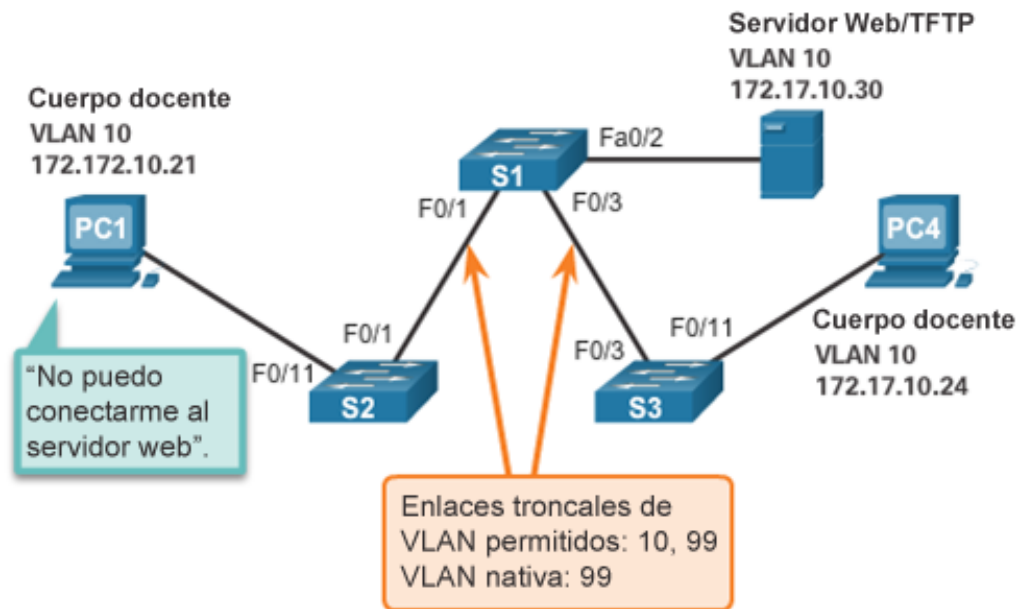 Servidor Web/TFTP
VLAN 10
172.17.10.30
Cuerpo docente
VLAN 10
172.172.10.21
PC1
"No puedo
conectarme al
servidor web".
S1
Fa0/2
F0/1
F0/3
F0/1
F0/11
S2
F0/3
F0/11
S3
PC4
Cuerpo docente
VLAN 10
172.17.10.24
Enlaces troncales de
VLAN permitidos: 10, 99
VLAN nativa: 99